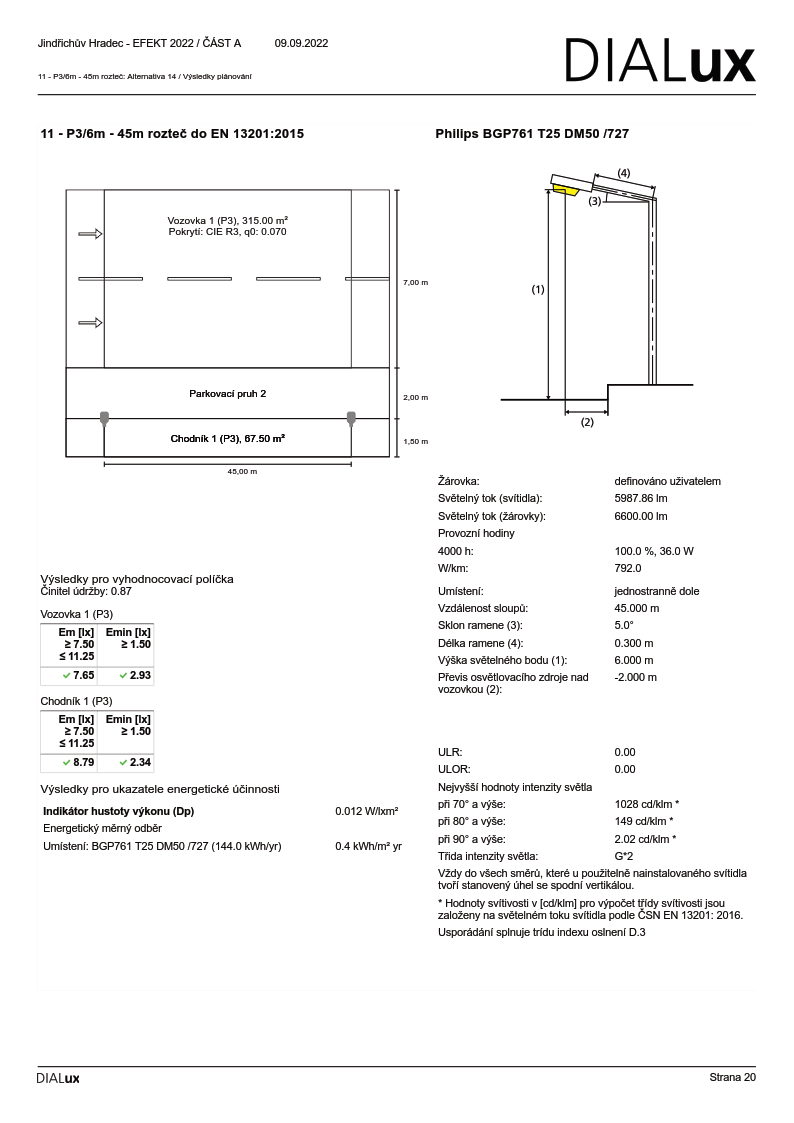 Jindřichův Hradec - EFEKT 2022 / ČÁST A 09.09.2022
DIALux
11 - P3/6m - 45m rozteč: Alternativa 14 / Výsledky plánování
11 - P3/6m - 45m rozteč do EN 13201:2015
Vozovka 1 (P3), 315.00 m²
Pokrytí: CIE R3, q0: 0.070
7,00 m
Parkovací pruh 2
2,00 m
Chodník 1 (P3), 67.50 m²
1,50 m
45,00 m
Výsledky pro vyhodnocovací políčka
Činitel údržby: 0.87
Vozovka 1 (P3)
Em [lx] Emin [lx]
≥ 7.50 ≥ 1.50
≤ 11.25
✓ 7.65 ✓ 2.93
Chodník 1 (P3)
Em [lx] Emin [lx]
≥ 7.50 ≥ 1.50
≤ 11.25
✓ 8.79 ✓ 2.34
Výsledky pro ukazatele energetické účinnosti
Indikátor hustoty výkonu (Dp) 0.012 W/lxm²
Energetický měrný odběr
Umístení: BGP761 T25 DM50 /727 (144.0 kWh/yr) 0.4 kWh/m² yr
Philips BGP761 T25 DM50 /727
(4)
(3)
(1)
(2)
Žárovka: definováno uživatelem
Světelný tok (svítidla): 5987.86 lm
Světelný tok (žárovky): 6600.00 lm
Provozní hodiny
4000 h: 100.0 %, 36.0 W
W/km: 792.0
Umístení: jednostranně dole
Vzdálenost sloupů: 45.000 m
Sklon ramene (3): 5.0°
Délka ramene (4): 0.300 m
Výška světelného bodu (1): 6.000 m
Převis osvětlovacího zdroje nad -2.000 m
vozovkou (2):
ULR: 0.00
ULOR: 0.00
Nejvyšší hodnoty intenzity světla
při 70° a výše: 1028 cd/klm *
při 80° a výše: 149 cd/klm *
při 90° a výše: 2.02 cd/klm *
Třida intenzity světla: G*2
Vždy do všech směrů, které u použitelně nainstalovaného svítidla
tvoří stanovený úhel se spodní vertikálou.
* Hodnoty svítivosti v [cd/klm] pro výpočet třídy svítivosti jsou
založeny na světelném toku svítidla podle ČSN EN 13201: 2016.
Usporádání splnuje trídu indexu oslnení D.3
DIALux
Strana 20